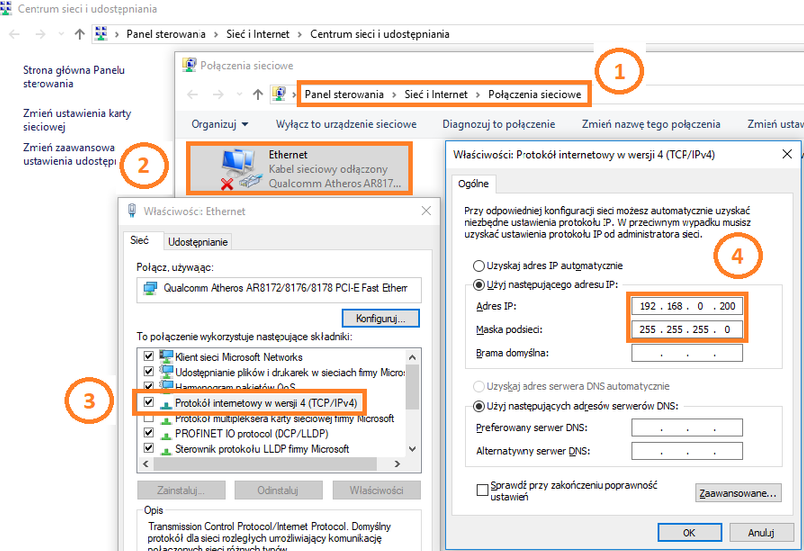 Centrum sieci i udostępniania
Panel sterowania > Sieć i Internet > Centrum sieci i udostępniania
Strona główna Panelu
sterowania
Zmień ustawienia karty
sieciowej
Zmień zaawansowa
ustawienia udostępr
Połączenia sieciowe
1
Panel sterowania > Sieć i Internet > Połączenia sieciowe
Organizuj
Wyłącz to urządzenie sieciowe
Diagnozuj to połączenie
Zmień nazwę tego połączenia
Zmień ustaw
2
Ethernet
Kabel sieciowy odłączony
Qualcomm Atheros AR817...
Właściwości: Ethernet
Sieć
Udostępnianie
Połącz, używając:
Qualcomm Atheros AR8172/8176/8178 PCI-E Fast Ethern
Konfiguruj...
To połączenie wykorzystuje następujące składniki:
Klient sieci Microsoft Networks
Udostępnianie plików i drukarek w sieciach firmy Micros
Harmonogram pakietów QoS
3
Protokół internetowy w wersji 4 (TCP/IPv4)
Protokół multipleksera karty sieciowej firmy Microsoft
PROFINET IO protocol (DCP/LLDP)
Sterownik protokołu LLDP firmy Microsoft
Zainstaluj...
Odinstaluj
Właściwości
Opis
Transmission Control Protocol/Internet Protocol. Domyślny
protokół dla sieci rozległych umożliwiający komunikację
połączonych sieci różnych typów.
Właściwości: Protokół internetowy w wersji 4 (TCP/IPv4)
Ogólne
Przy odpowiedniej konfiguracji sieci możesz automatycznie uzyskać
niezbędne ustawienia protokołu IP. W przeciwnym wypadku musisz
uzyskać ustawienia protokołu IP od administratora sieci.
4
Uzyskaj adres IP automatycznie
Użyj następującego adresu IP:
Adres IP: 192 . 168 . 0 . 200
Maska podsieci: 255 . 255 . 255 . 0
Brama domyślna: . . .
Uzyskaj adres serwera DNS automatycznie
Użyj następujących adresów serwerów DNS:
Preferowany serwer DNS: . . .
Alternatywny serwer DNS: . . .
Sprawdź przy zakończeniu poprawność
ustawień
Zaawansowane...
OK
Anuluj